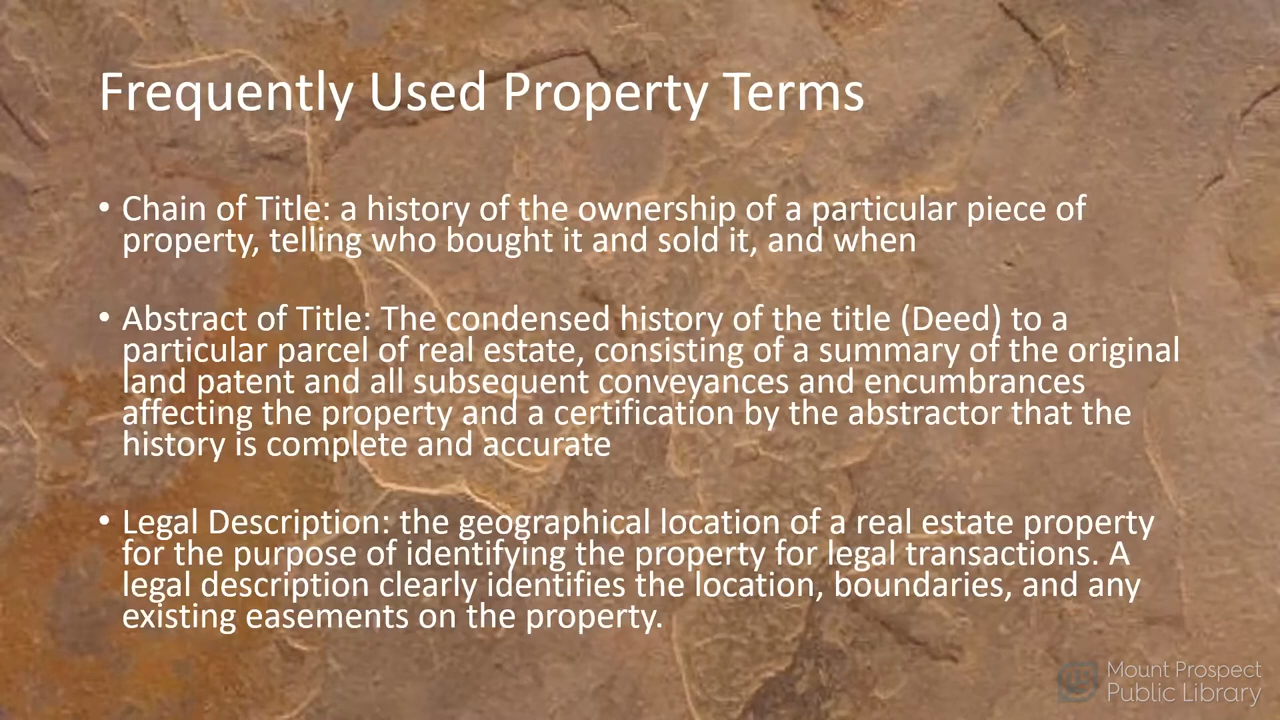 Frequently Used Property Terms
• Chain of Title: a history of the ownership of a particular piece of
property, telling who bought it and sold it, and when
• Abstract of Title: The condensed history of the title (Deed) to a
particular parcel of real estate, consisting of a summary of the original
land patent and all subsequent conveyances and encumbrances
affecting the property and a certification by the abstractor that the
history is complete and accurate
• Legal Description: the geographical location of a real estate property
for the purpose of identifying the property for legal transactions. A
legal description clearly identifies the location, boundaries, and any
existing easements on the property.
Mount Prospect
Public Library